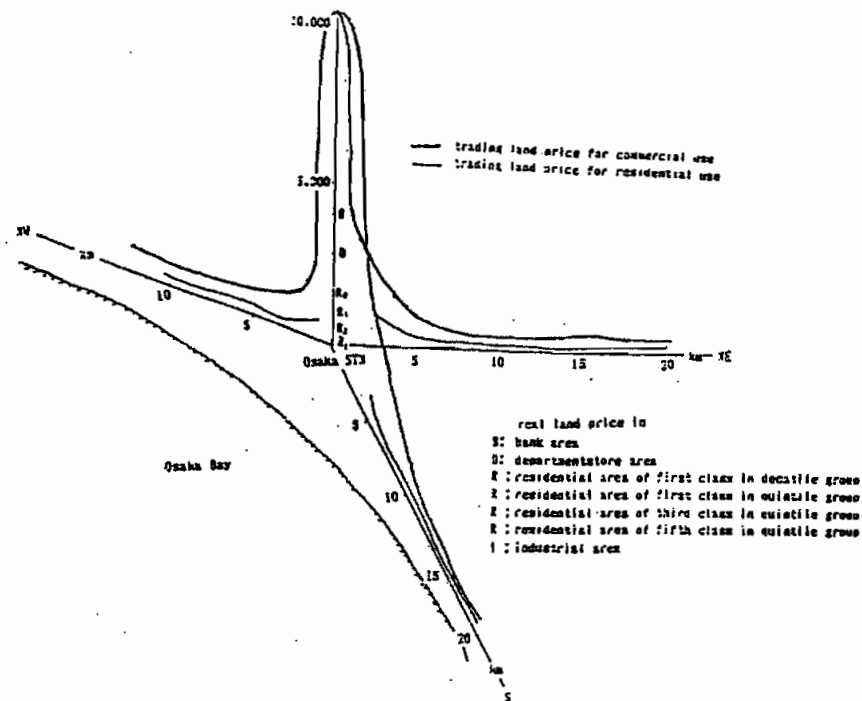 10.000
trading land price for commercial use
trading land price for residential use
5.000
NW
km
10
5
Osaka STN
5
10
15
20
km
NE
Osaka Bay
5
10
15
20
km
S
real land price in
bank area
D: departmentstore area
R : residential area of first class in decatile group
R : residential area of first class in quintile group
R : residential area of third class in quintile group
R : residential area of fifth class in quintile group
I : industrial area